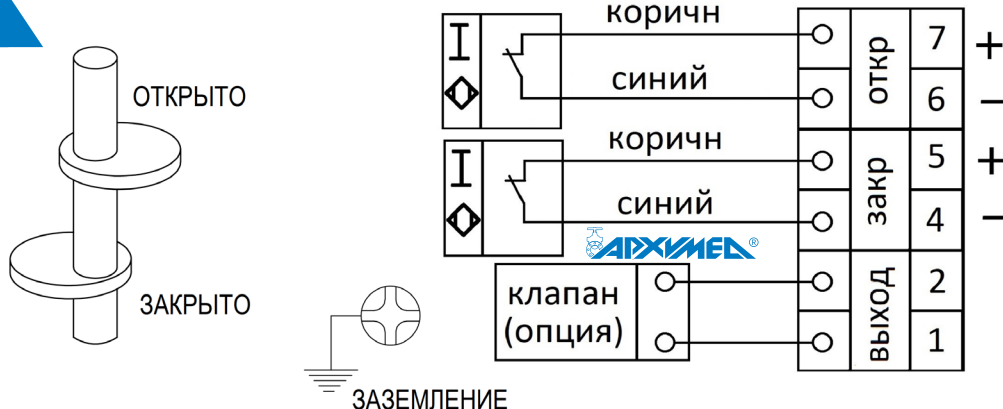 ОТКРЫТО
ЗАКРЫТО
ЗАЗЕМЛЕНИЕ
коричн
синий
коричн
синий
АРХИМЕД®
клапан
(опция)
откр
7 +
6 −
закр
5 +
4 −
выход
2
1